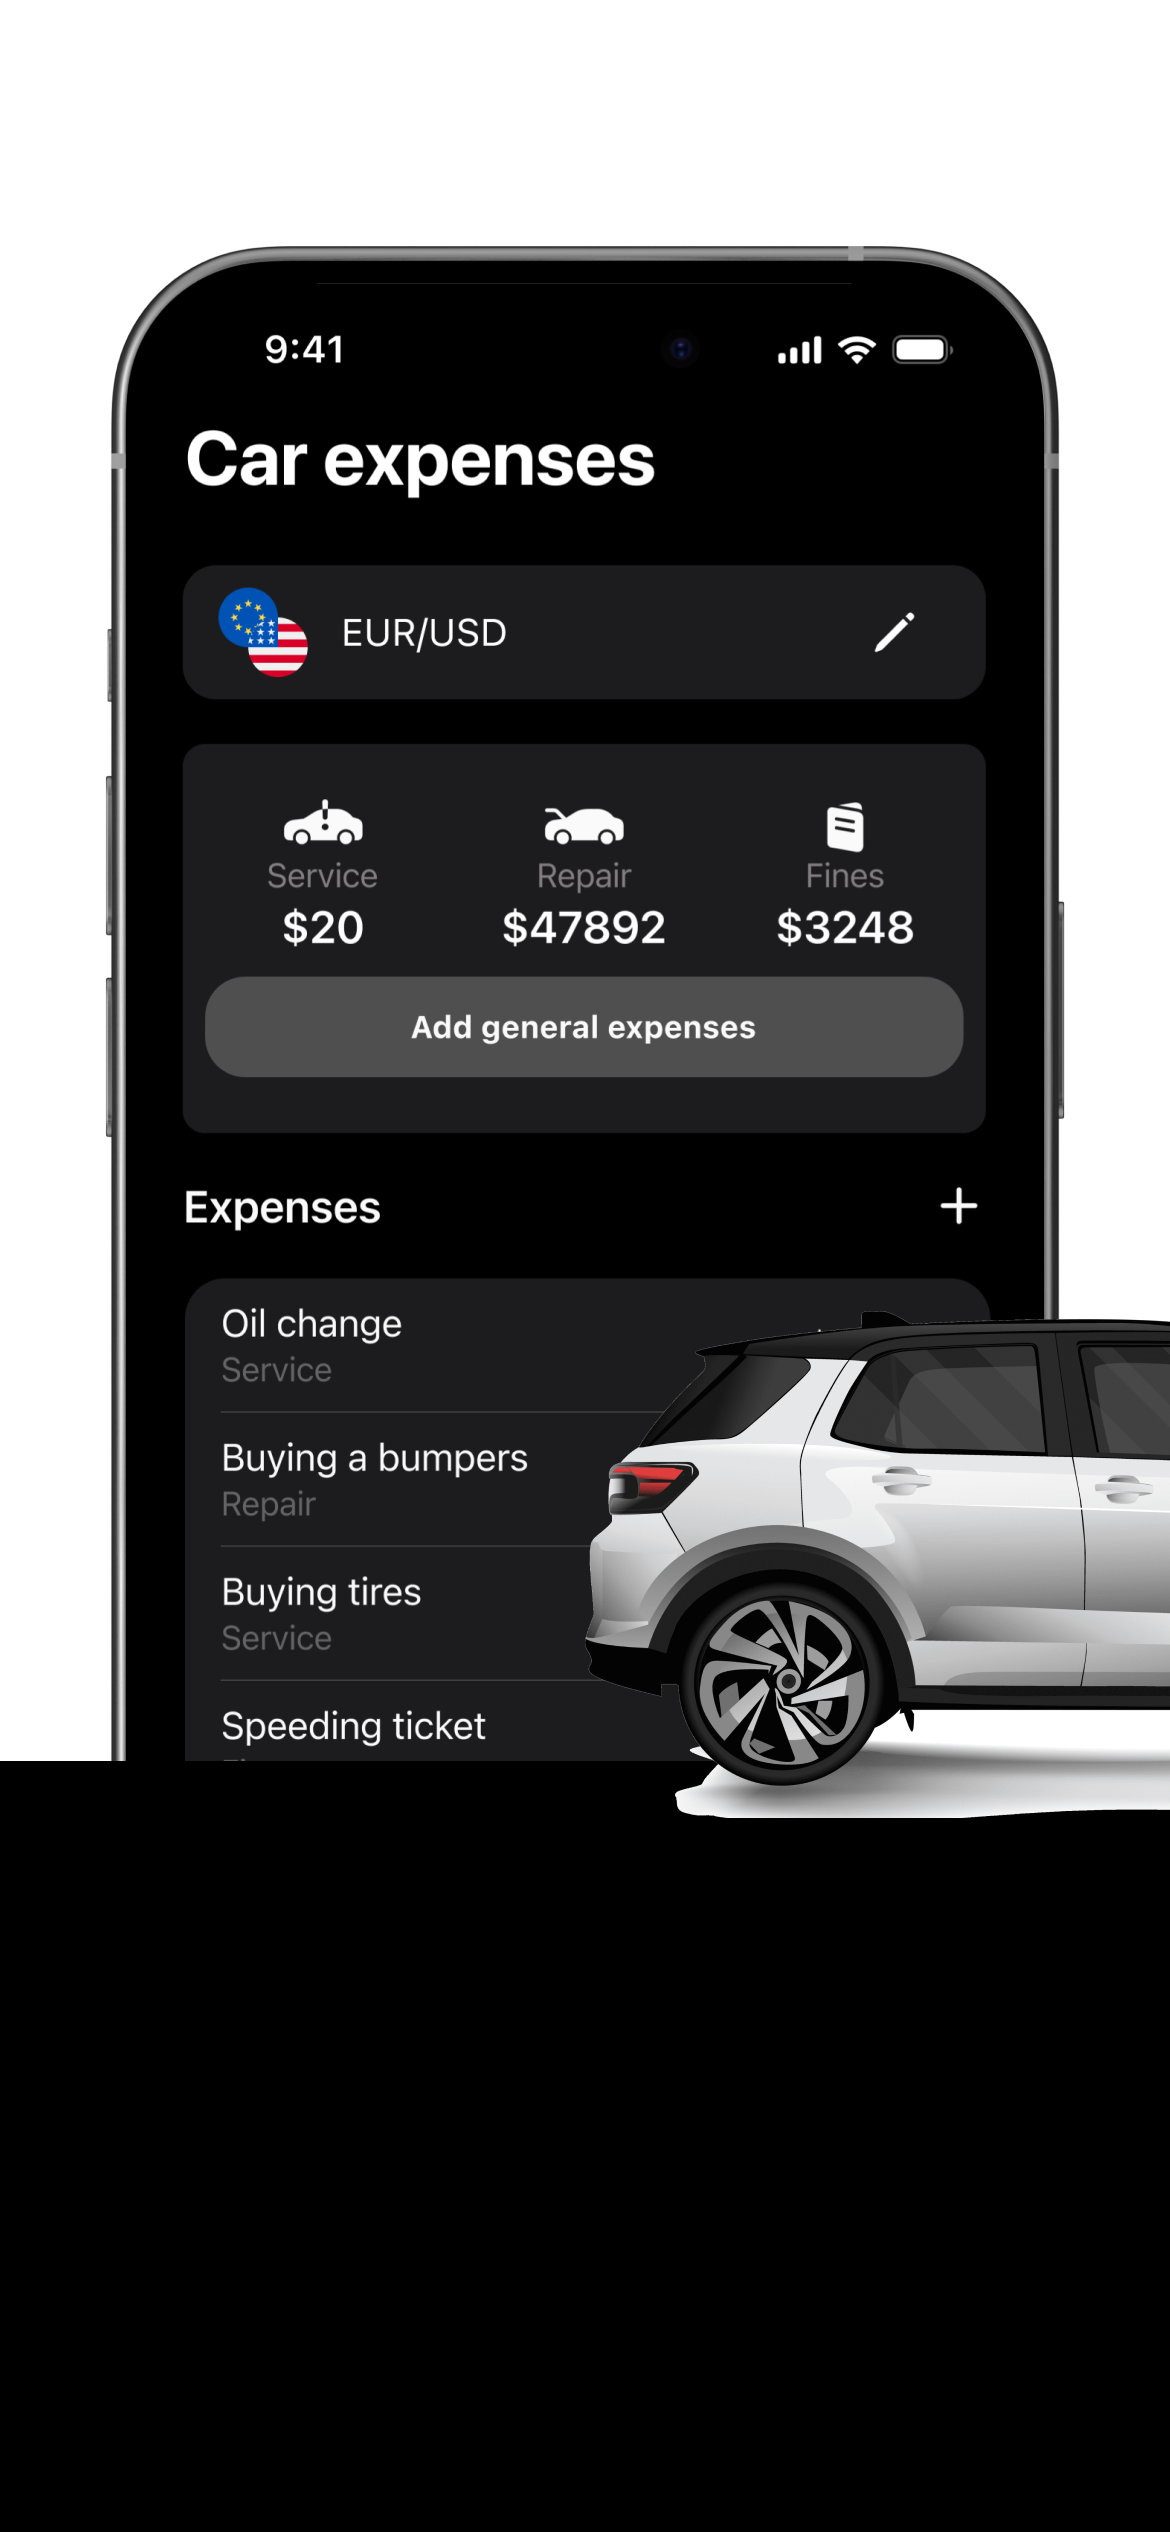 9:41
Car expenses
EUR/USD
Service Repair Fines
$20 $47892 $3248
Add general expenses
Expenses
Oil change
Service
Buying a bumpers
Repair
Buying tires
Service
Speeding ticket